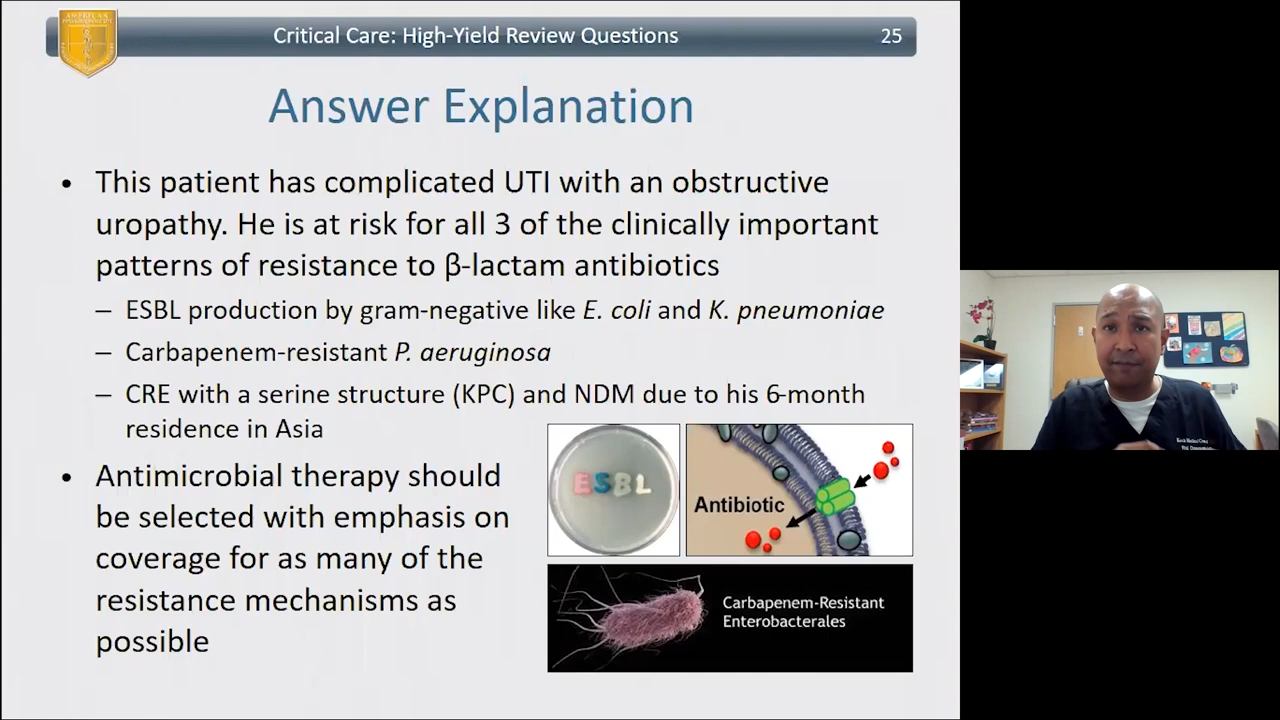 Critical Care: High-Yield Review Questions 25
Answer Explanation
• This patient has complicated UTI with an obstructive
uropathy. He is at risk for all 3 of the clinically important
patterns of resistance to β-lactam antibiotics
– ESBL production by gram-negative like E. coli and K. pneumoniae
– Carbapenem-resistant P. aeruginosa
– CRE with a serine structure (KPC) and NDM due to his 6-month
residence in Asia
• Antimicrobial therapy should
be selected with emphasis on
coverage for as many of the
resistance mechanisms as
possible
ESBL
Antibiotic
Carbapenem-Resistant
Enterobacterales